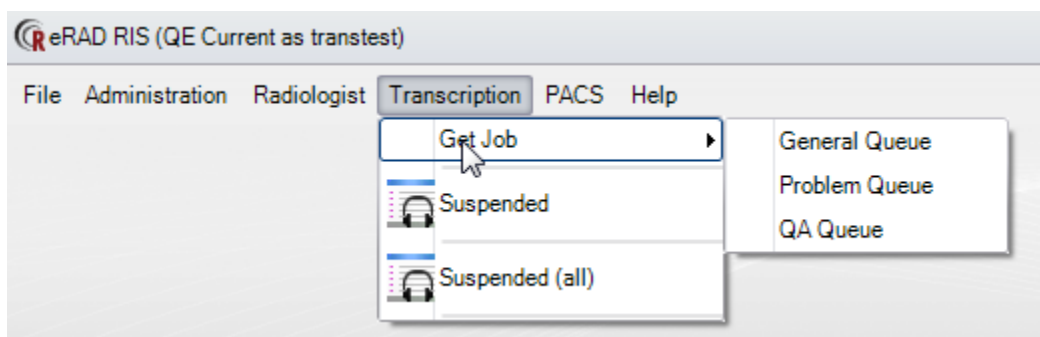 eRAD RIS (QE Current as transtest)
File Administration Radiologist Transcription PACS Help
Get Job
General Queue
Problem Queue
QA Queue
Suspended
Suspended (all)